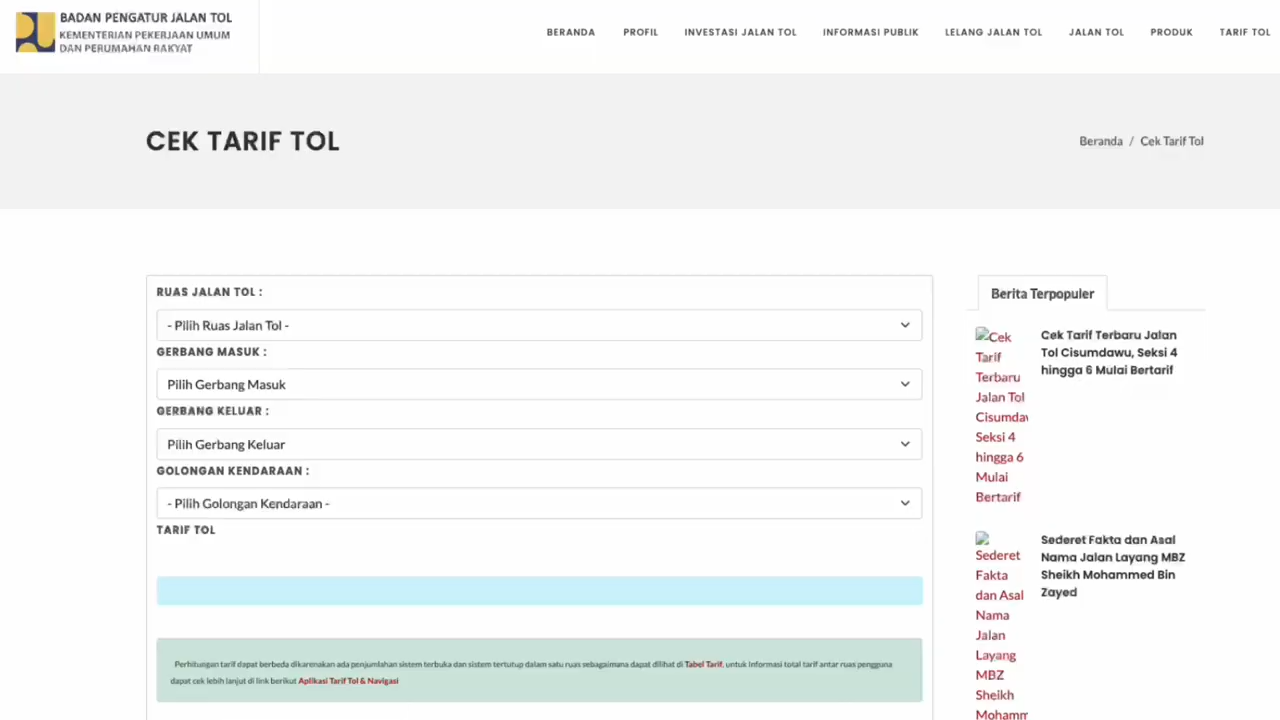 BADAN PENGATUR JALAN TOL
KEMENTERIAN PEKERJAAN UMUM
DAN PERUMAHAN RAKYAT
BERANDA
PROFIL
INVESTASI JALAN TOL
INFORMASI PUBLIK
LELANG JALAN TOL
JALAN TOL
PRODUK
TARIF TOL
CEK TARIF TOL
Beranda / Cek Tarif Tol
RUAS JALAN TOL :
- Pilih Ruas Jalan Tol -
GERBANG MASUK :
Pilih Gerbang Masuk
GERBANG KELUAR :
Pilih Gerbang Keluar
GOLONGAN KENDARAAN :
- Pilih Golongan Kendaraan -
TARIF TOL
Perhitungan tarif dapat berbeda dikarenakan ada penjumlahan sistem terbuka dan sistem tertutup dalam satu ruas sebagaimana dapat dilihat di Tabel Tarif, untuk informasi total tarif antar ruas pengguna
dapat cek lebih lanjut di link berikut Aplikasi Tarif Tol & Navigasi
Berita Terpopuler
Cek
Tarif
Terbaru
Jalan Tol
Cisumdaw
Seksi 4
hingga 6
Mulai
Bertarif
Cek Tarif Terbaru Jalan
Tol Cisumdawu, Seksi 4
hingga 6 Mulai Bertarif
Sederet
Fakta
dan Asal
Nama
Jalan
Layang
MBZ
Sheikh
Mohamm
Sederet Fakta dan Asal
Nama Jalan Layang MBZ
Sheikh Mohammed Bin
Zayed